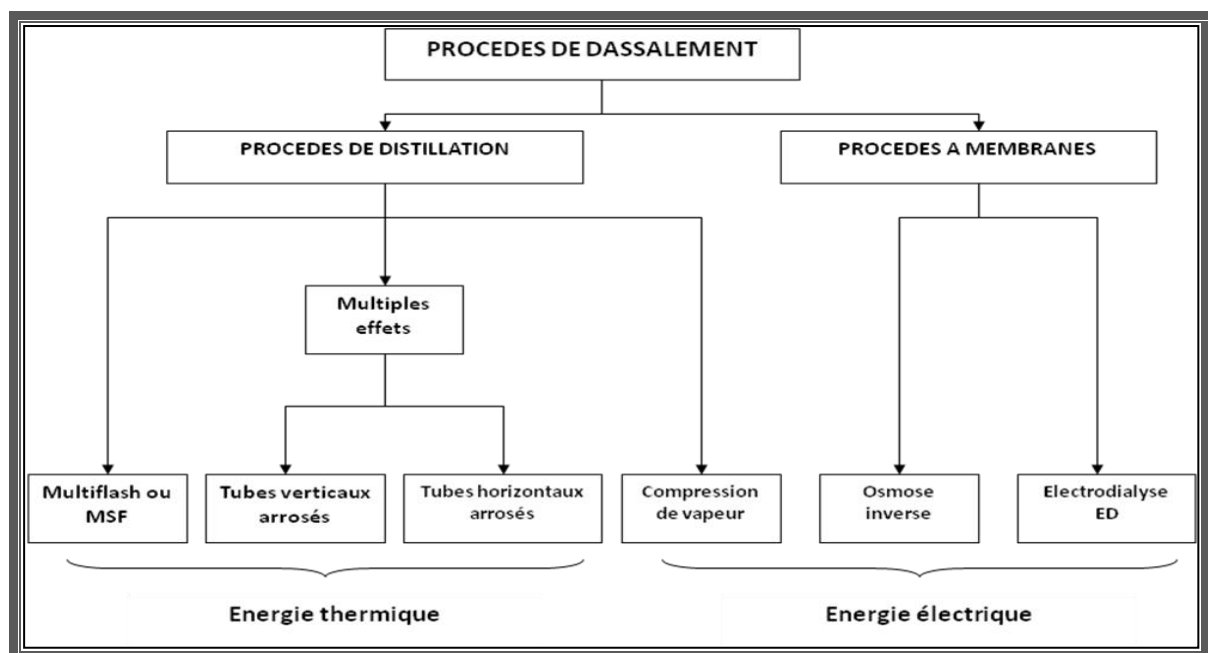 PROCEDES DE DASSALEMENT
PROCEDES DE DISTILLATION
PROCEDES A MEMBRANES
Multiples
effets
Multiflash ou
MSF
Tubes verticaux
arrosés
Tubes horizontaux
arrosés
Compression
de vapeur
Osmose
inverse
Electrodialyse
ED
Energie thermique
Energie électrique